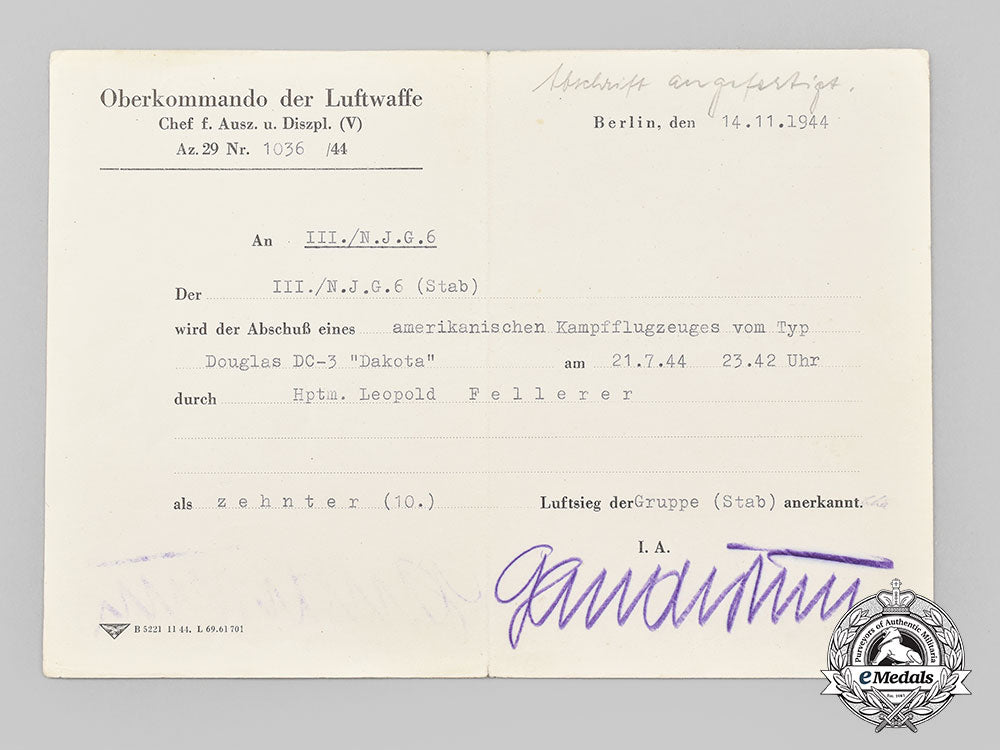 Abschrift angefertigt.
Oberkommando der Luftwaffe
Chef f. Ausz. u. Diszpl. (V)
Az. 29 Nr. 1036 /44
Berlin, den 14.11.1944
An III./N.J.G.6
Der III./N.J.G.6 (Stab)
wird der Abschuß eines amerikanischen Kampfflugzeuges vom Typ
Douglas DC-3 "Dakota" am 21.7.44 23.42 Uhr
durch Hptm. Leopold F e l l e r e r
als z e h n t e r (10.) Luftsieg der Gruppe (Stab) anerkannt.
I. A.
B 5221 11 44. L 69.61 701
Purveyors of Authentic Militaria
eMedals